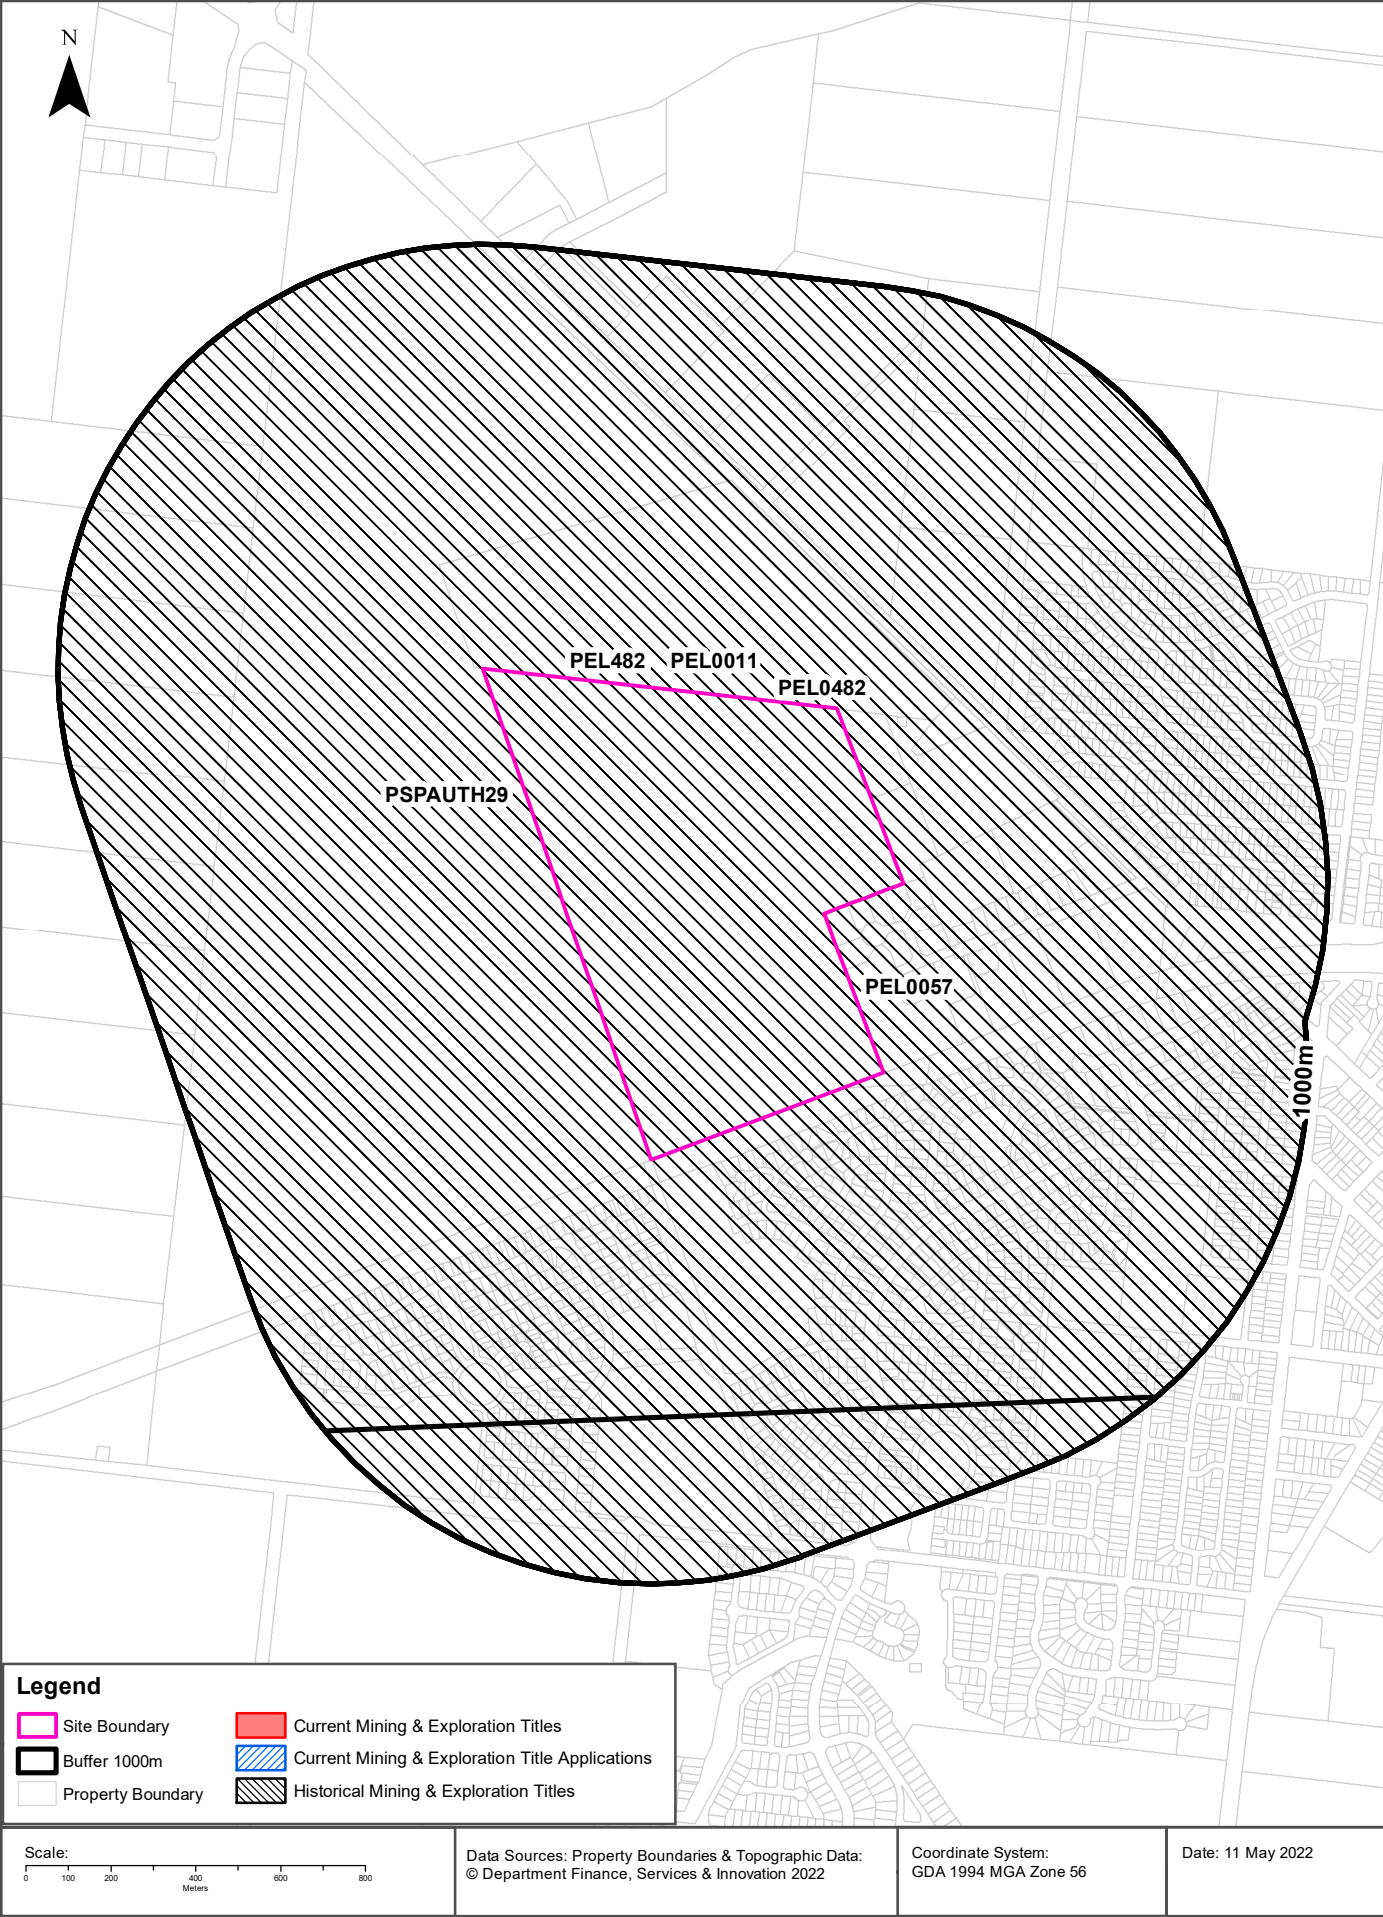 N
PEL482
PEL0011
PEL0482
PSPAUTH29
PEL0057
1000m
Legend
Site Boundary
Buffer 1000m
Property Boundary
Current Mining & Exploration Titles
Current Mining & Exploration Title Applications
Historical Mining & Exploration Titles
Scale:
0 100 200 400 600 800
Meters
Data Sources: Property Boundaries & Topographic Data:
© Department Finance, Services & Innovation 2022
Coordinate System:
GDA 1994 MGA Zone 56
Date: 11 May 2022